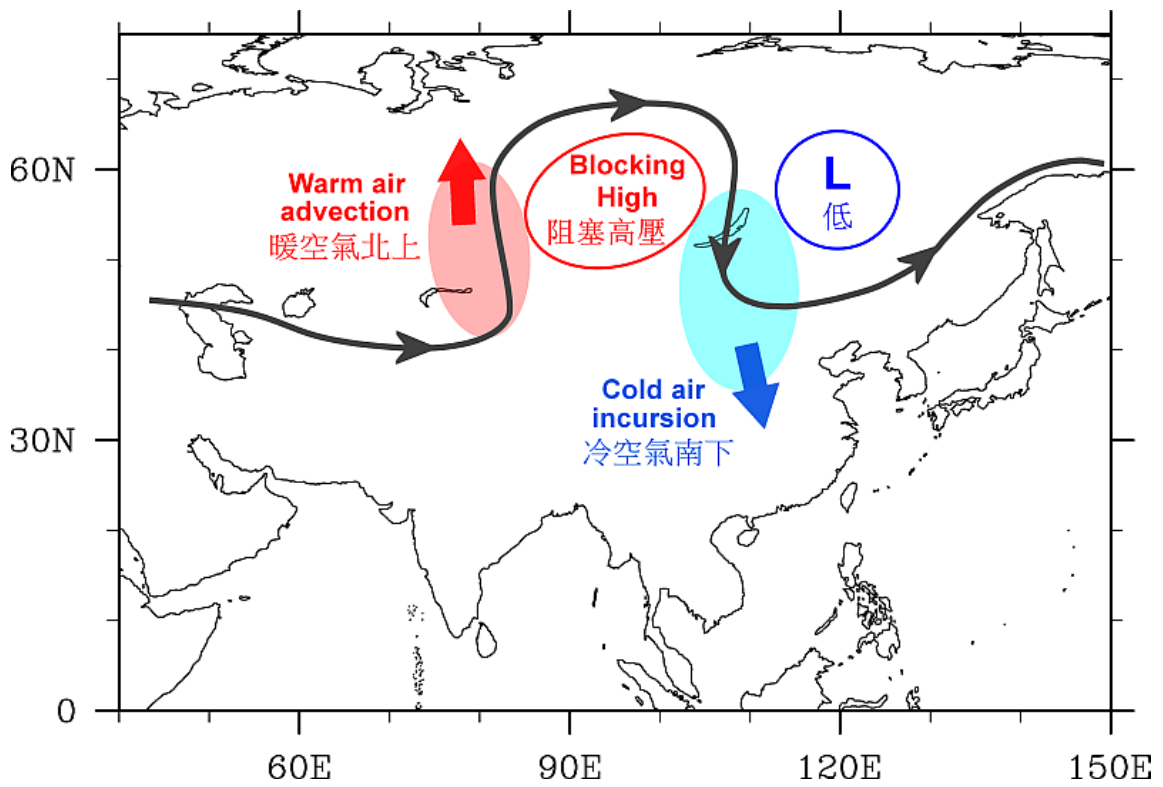 60N
30N
0
60E
90E
120E
150E
Warm air
advection
暖空氣北上
Blocking
High
阻塞高壓
L
低
Cold air
incursion
冷空氣南下